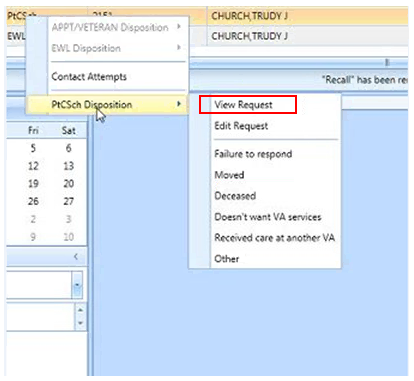 PtCSch 2151 CHURCH,TRUDY J
EWL CHURCH,TRUDY J
APPT/VETERAN Disposition
EWL Disposition
Contact Attempts
PtCSch Disposition
"Recall" has been re
View Request
Edit Request
Failure to respond
Moved
Deceased
Doesn't want VA services
Received care at another VA
Other
Fri Sat
5 6
12 13
19 20
26 27
2 3
9 10